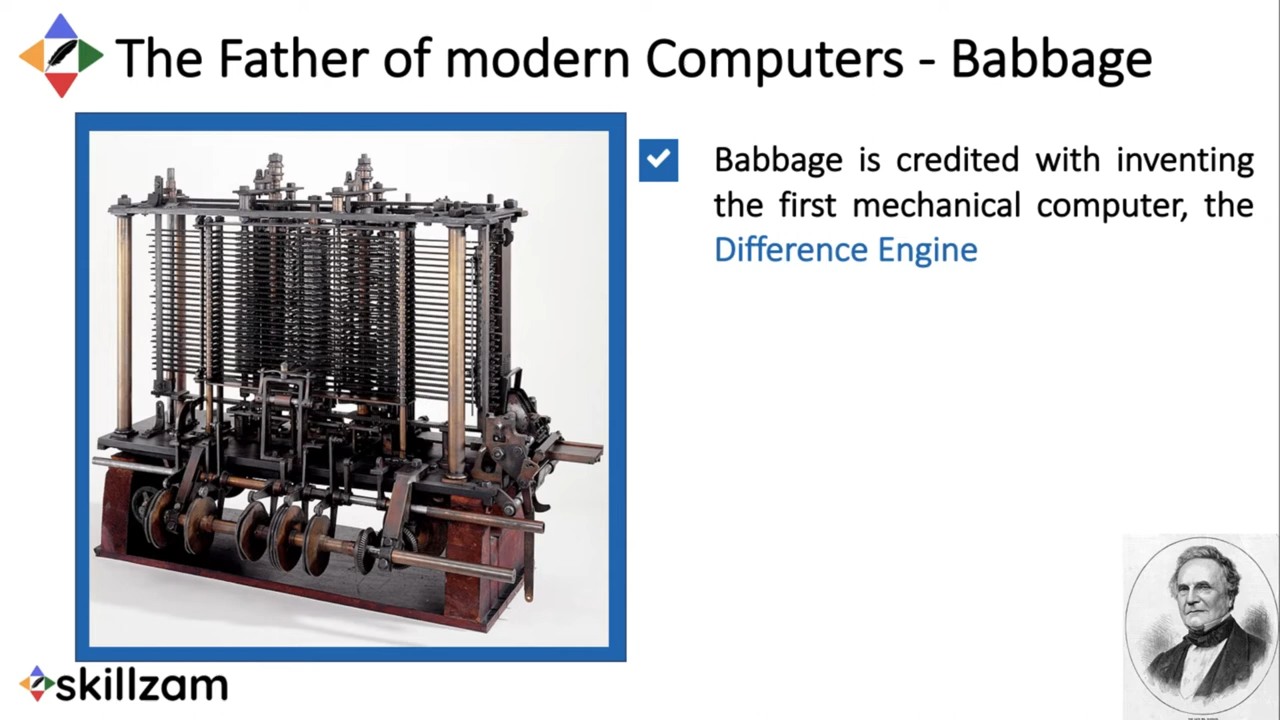 The Father of modern Computers - Babbage
Babbage is credited with inventing
the first mechanical computer, the
Difference Engine
skillzam